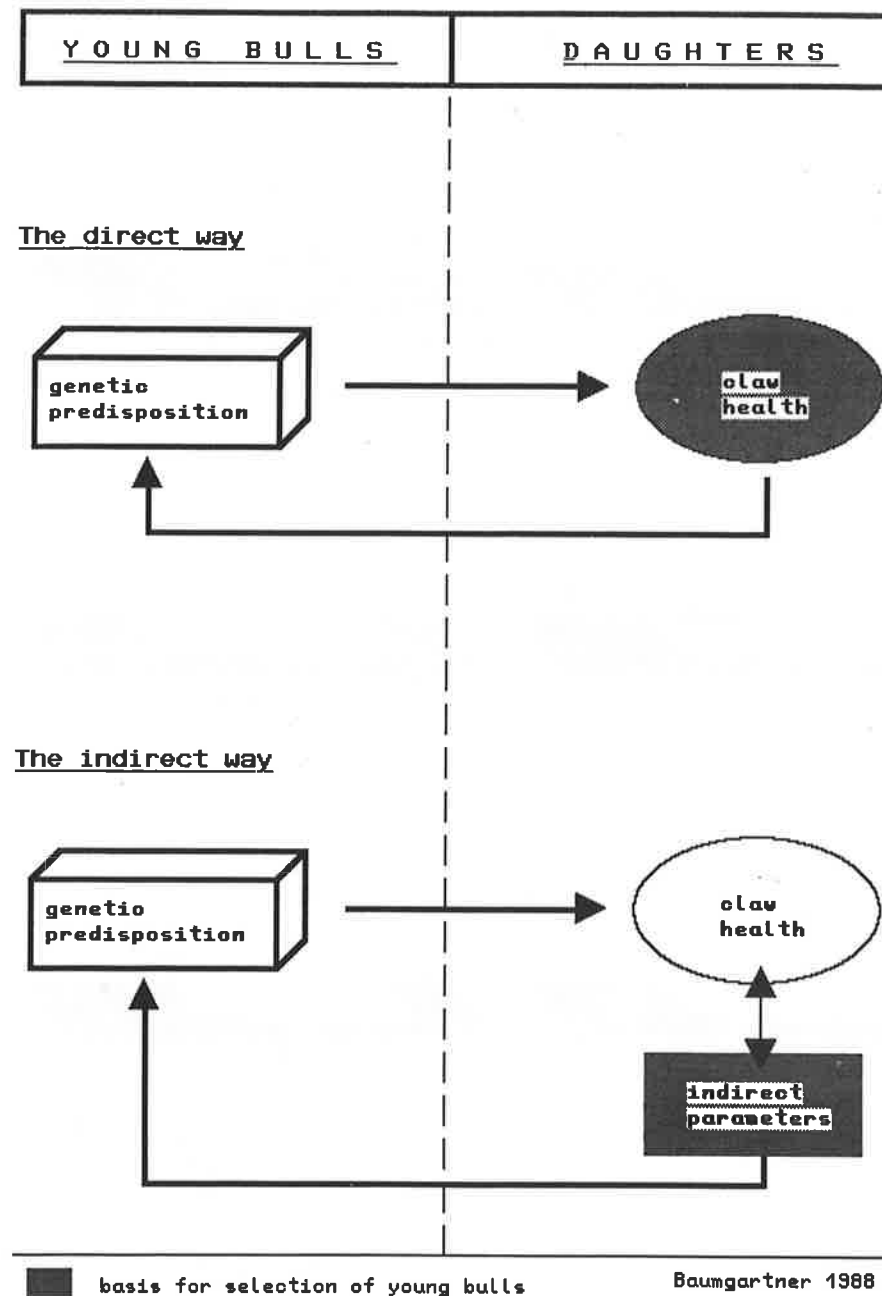 YOUNG BULLS
DAUGHTERS
The direct way
genetic
predisposition
claw
health
The indirect way
genetic
predisposition
claw
health
indirect
parameters
basis for selection of young bulls
Baumgartner 1988